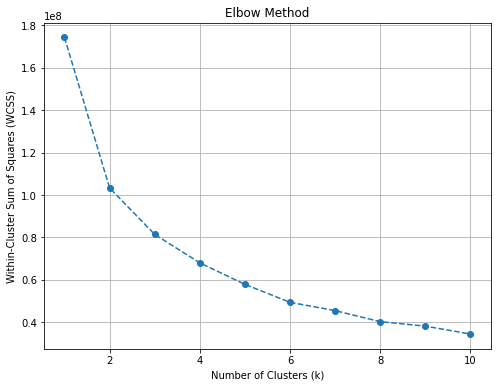 Elbow Method
1e8
1.8
1.6
1.4
1.2
1.0
0.8
0.6
0.4
Within-Cluster Sum of Squares (WCSS)
2 4 6 8 10
Number of Clusters (k)